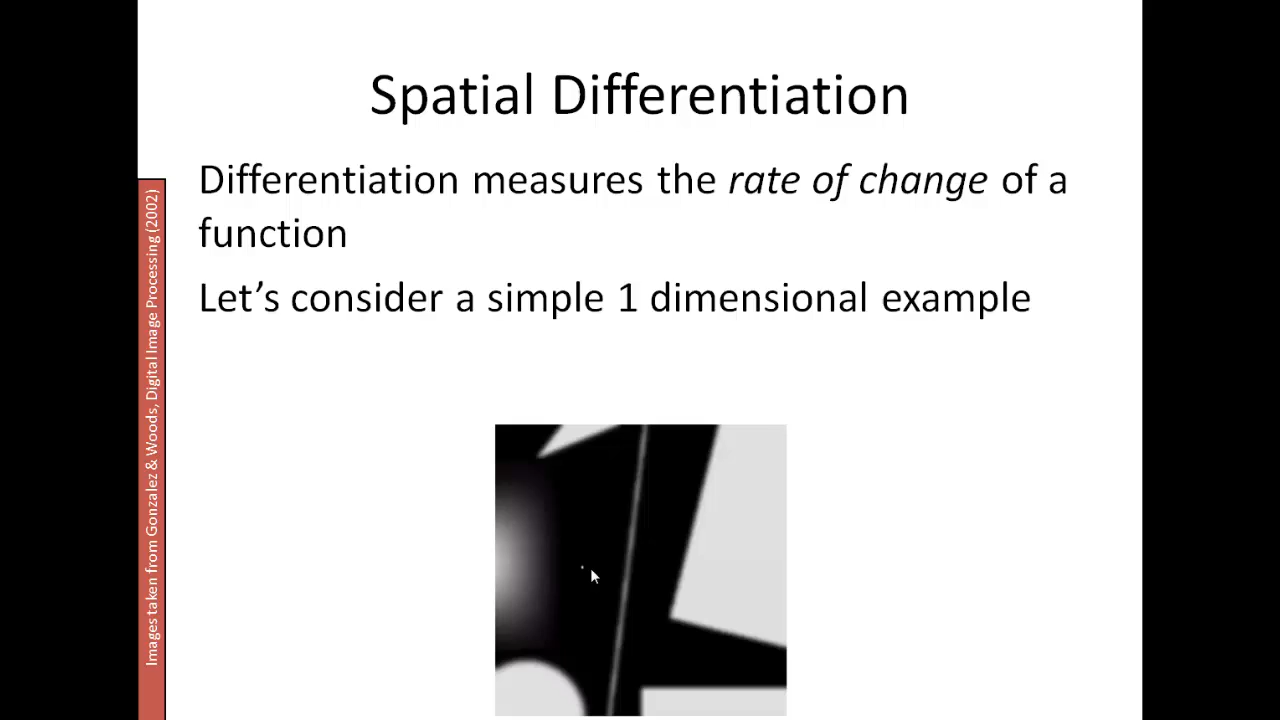 Spatial Differentiation
Differentiation measures the rate of change of a
function
Let’s consider a simple 1 dimensional example
Images taken from Gonzalez & Woods, Digital Image Processing (2002)